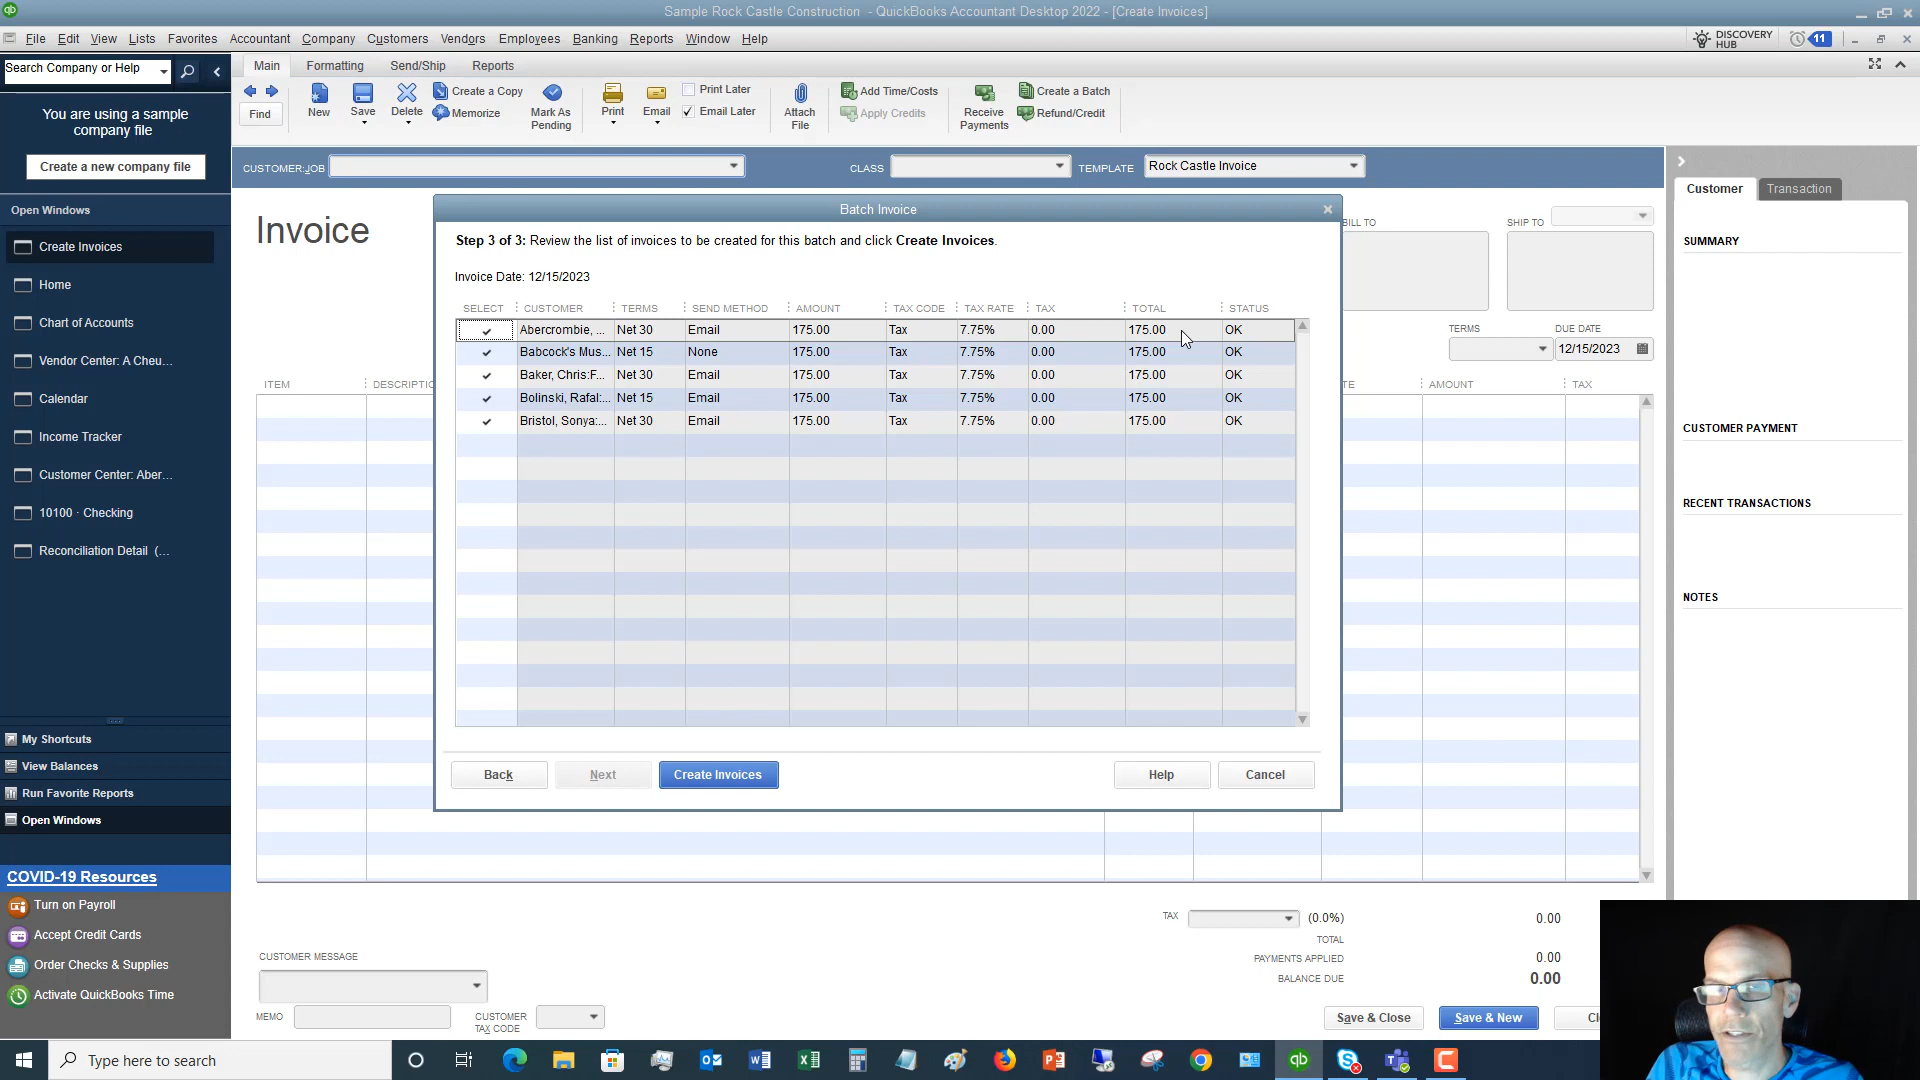 Sample Rock Castle Construction - QuickBooks Accountant Desktop 2022 - [Create Invoices]
File Edit View Lists Favorites Accountant Company Customers Vendors Employees Banking Reports Window Help
DISCOVERY HUB 11
Search Company or Help
Main Formatting Send/Ship Reports
Find
New
Save
Delete
Create a Copy
Memorize
Mark As Pending
Print
Email
Print Later
Email Later
Attach File
Add Time/Costs
Apply Credits
Receive Payments
Create a Batch
Refund/Credit
You are using a sample
company file
Create a new company file
Open Windows
Create Invoices
Home
Chart of Accounts
Vendor Center: A Cheu...
Calendar
Income Tracker
Customer Center: Aber...
10100 · Checking
Reconciliation Detail (...
My Shortcuts
View Balances
Run Favorite Reports
Open Windows
COVID-19 Resources
Turn on Payroll
Accept Credit Cards
Order Checks & Supplies
Activate QuickBooks Time
CUSTOMER:JOB CLASS TEMPLATE Rock Castle Invoice
Invoice
BILL TO
SHIP TO
TERMS
DUE DATE
12/15/2023
ITEM
AMOUNT TAX
Batch Invoice
Step 3 of 3: Review the list of invoices to be created for this batch and click Create Invoices.
Invoice Date: 12/15/2023
SELECT CUSTOMER TERMS SEND METHOD AMOUNT TAX CODE TAX RATE TAX TOTAL STATUS
Abercrombie, ... Net 30 Email 175.00 Tax 7.75% 0.00 175.00 OK
Babcock's Mus... Net 15 None 175.00 Tax 7.75% 0.00 175.00 OK
Baker, Chris:F... Net 30 Email 175.00 Tax 7.75% 0.00 175.00 OK
Bolinski, Rafal:... Net 15 Email 175.00 Tax 7.75% 0.00 175.00 OK
Bristol, Sonya:... Net 30 Email 175.00 Tax 7.75% 0.00 175.00 OK
Back Next Create Invoices Help Cancel
TAX (0.0%) 0.00
TOTAL
PAYMENTS APPLIED 0.00
BALANCE DUE 0.00
CUSTOMER MESSAGE
MEMO
CUSTOMER TAX CODE
Save & Close Save & New
Customer Transaction
SUMMARY
CUSTOMER PAYMENT
RECENT TRANSACTIONS
NOTES
Type here to search